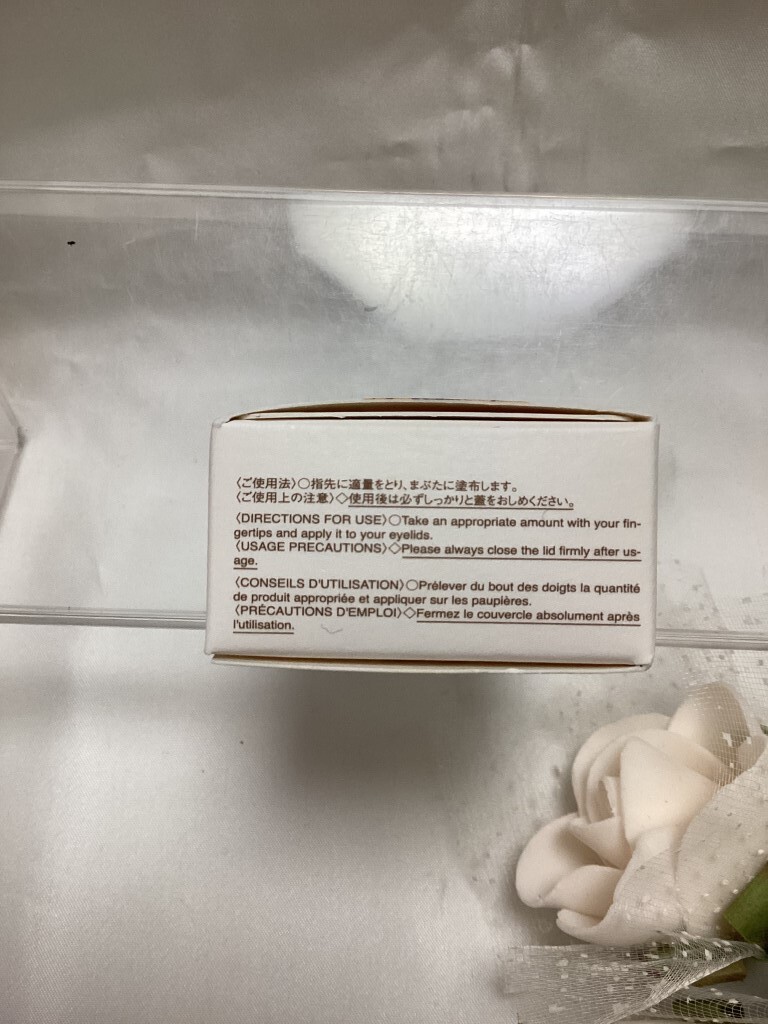 〈ご使用法〉○指先に適量をとり、まぶたに塗布します。
〈ご使用上の注意〉◇使用後は必ずしっかりと蓋をおしめください。
〈DIRECTIONS FOR USE〉○Take an appropriate amount with your fin-
gertips and apply it to your eyelids.
〈USAGE PRECAUTIONS〉◇Please always close the lid firmly after us-
age.
〈CONSEILS D'UTILISATION〉○Prélever du bout des doigts la quantité
de produit appropriée et appliquer sur les paupières.
〈PRÉCAUTIONS D'EMPLOI〉◇Fermez le couvercle absolument après
l'utilisation.